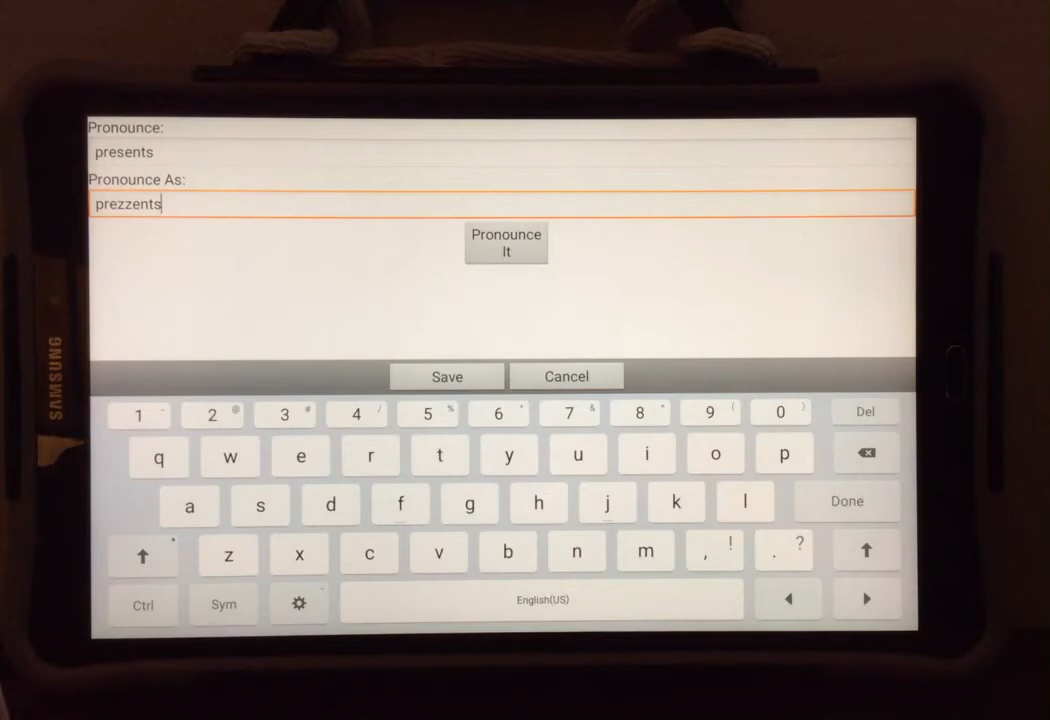 Pronounce:
presents
Pronounce As:
prezzents
Pronounce
It
SAMSUNG
Save Cancel
1 - 2 @ 3 # 4 / 5 % 6 ^ 7 & 8 * 9 ( 0 ) Del
q w e r t y u i o p
a s d f g h j k l Done
z x c v b n m , ! . ?
Ctrl Sym English(US)